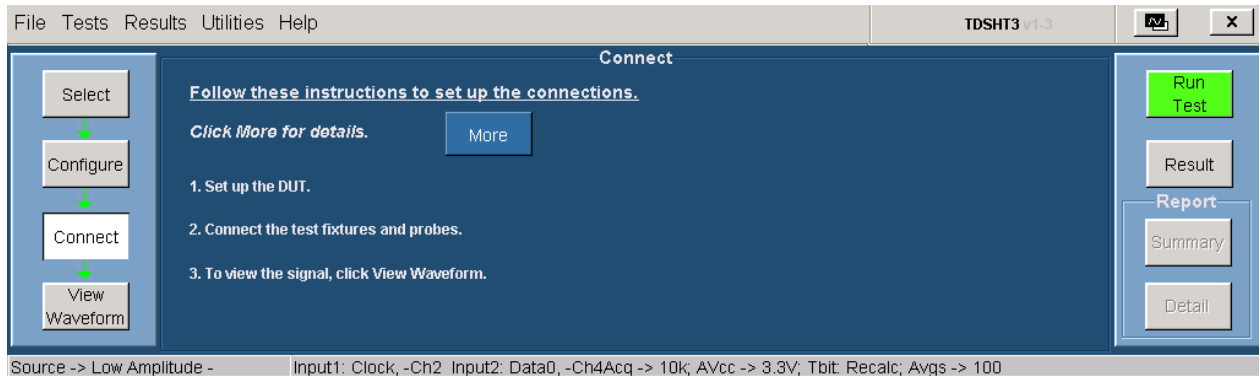 File Tests Results Utilities Help
TDSHT3 v1-3
x
Connect
Select
Configure
Connect
View
Waveform
Follow these instructions to set up the connections.
Click More for details.
More
1. Set up the DUT.
2. Connect the test fixtures and probes.
3. To view the signal, click View Waveform.
Run
Test
Result
Report
Summary
Detail
Source -> Low Amplitude - Input1: Clock, -Ch2 Input2: Data0, -Ch4Acq -> 10k; AVcc -> 3.3V; Tbit: Recalc; Avgs -> 100